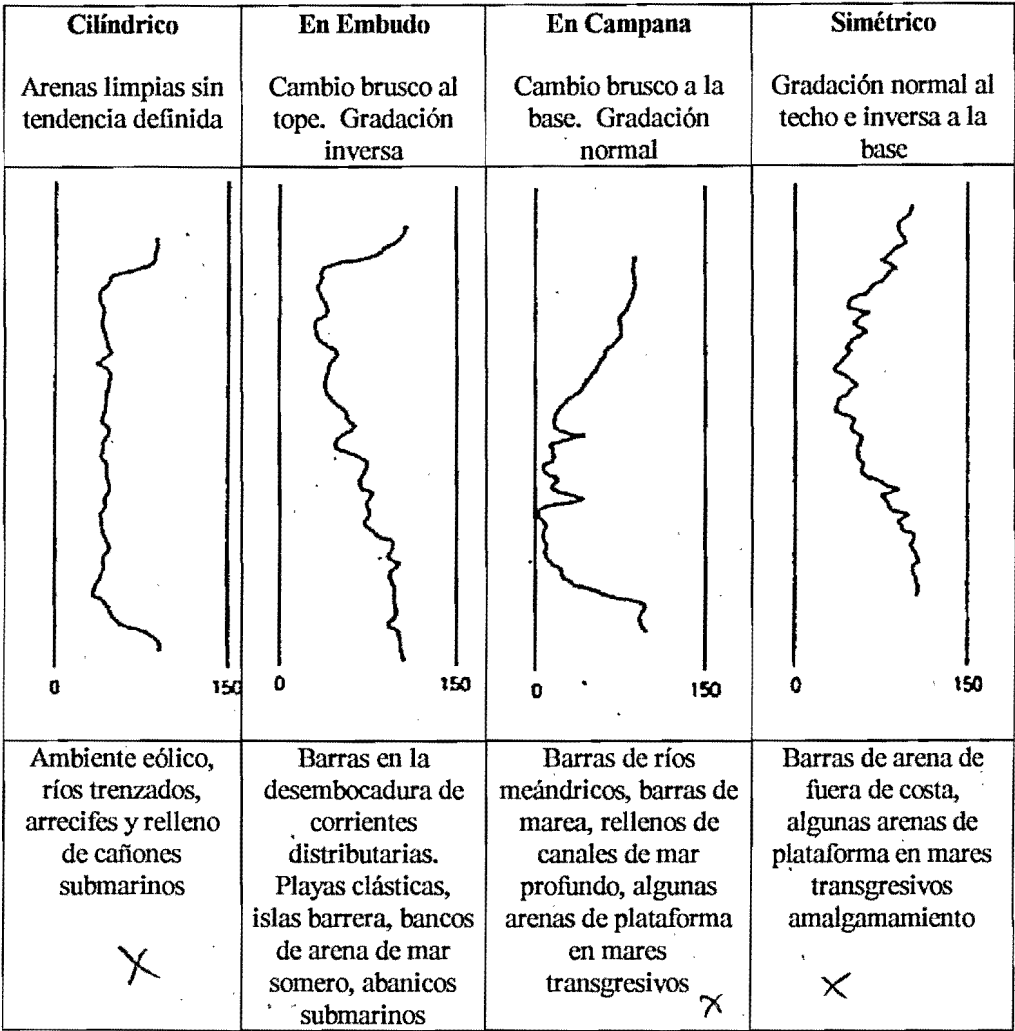 Cilíndrico
Arenas limpias sin
tendencia definida
En Embudo
Cambio brusco al
tope. Gradación
inversa
En Campana
Cambio brusco a la
base. Gradación
normal
Simétrico
Gradación normal al
techo e inversa a la
base
0 150
0 150
0 150
0 150
Ambiente eólico,
ríos trenzados,
arrecifes y relleno
de cañones
submarinos
X
Barras en la
desembocadura de
corrientes
distributarias.
Playas clásticas,
islas barrera, bancos
de arena de mar
somero, abanicos
submarinos
Barras de ríos
meándricos, barras de
marea, rellenos de
canales de mar
profundo, algunas
arenas de plataforma
en mares
transgresivos
X
Barras de arena de
fuera de costa,
algunas arenas de
plataforma en mares
transgresivos
amalgamamiento
X